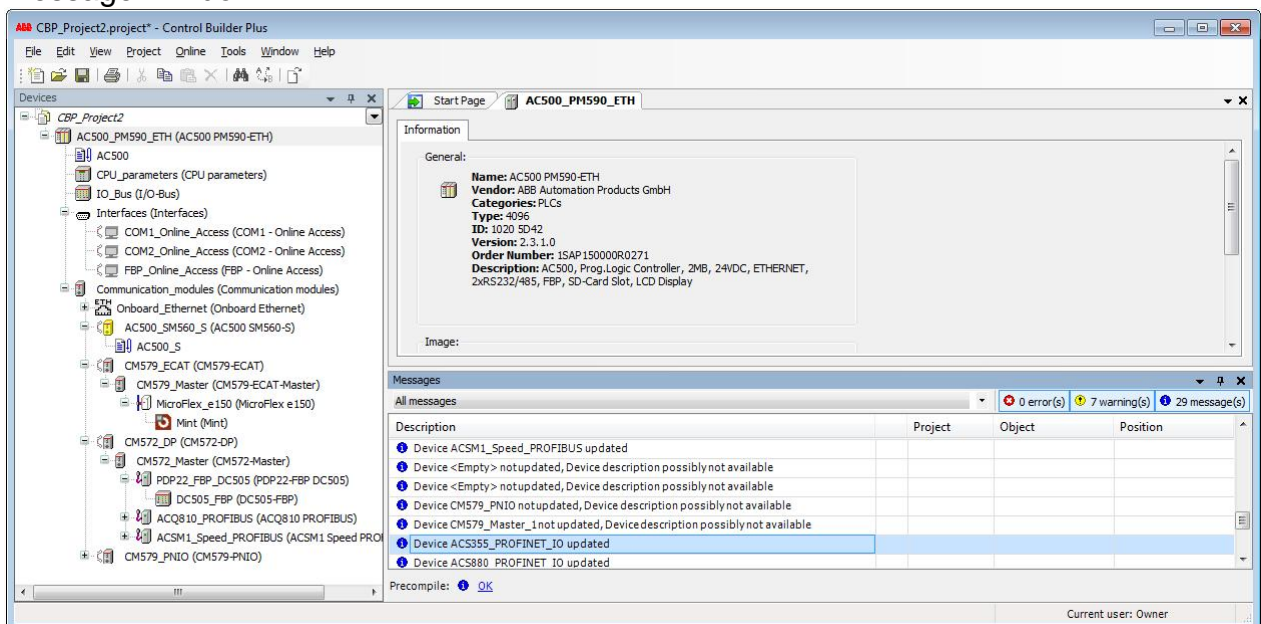 CBP_Project2.project* - Control Builder Plus
File Edit View Project Online Tools Window Help
Devices
CBP_Project2
AC500_PM590_ETH (AC500 PM590-ETH)
AC500
CPU_parameters (CPU parameters)
IO_Bus (I/O-Bus)
Interfaces (Interfaces)
COM1_Online_Access (COM1 - Online Access)
COM2_Online_Access (COM2 - Online Access)
FBP_Online_Access (FBP - Online Access)
Communication_modules (Communication modules)
ETH Onboard_Ethernet (Onboard Ethernet)
AC500_SM560_S (AC500 SM560-S)
AC500_S
CM579_ECAT (CM579-ECAT)
CM579_Master (CM579-ECAT-Master)
MicroFlex_e150 (MicroFlex e150)
Mint (Mint)
CM572_DP (CM572-DP)
CM572_Master (CM572-Master)
PDP22_FBP_DC505 (PDP22-FBP DC505)
DC505_FBP (DC505-FBP)
ACQ810_PROFIBUS (ACQ810 PROFIBUS)
ACSM1_Speed_PROFIBUS (ACSM1 Speed PROI
CM579_PNIO (CM579-PNIO)
Start Page AC500_PM590_ETH
Information
General:
Name: AC500 PM590-ETH
Vendor: ABB Automation Products GmbH
Categories: PLCs
Type: 4096
ID: 1020 5D42
Version: 2.3.1.0
Order Number: 1SAP150000R0271
Description: AC500, Prog.Logic Controller, 2MB, 24VDC, ETHERNET,
2xRS232/485, FBP, SD-Card Slot, LCD Display
Image:
Messages
All messages 0 error(s) 7 warning(s) 29 message(s)
Description Project Object Position
Device ACSM1_Speed_PROFIBUS updated
Device <Empty> not updated, Device description possibly not available
Device <Empty> not updated, Device description possibly not available
Device CM579_PNIO not updated, Device description possibly not available
Device CM579_Master_1 not updated, Device description possibly not available
Device ACS355_PROFINET_IO updated
Device ACS880_PROFINET_IO updated
Precompile: OK
Current user: Owner